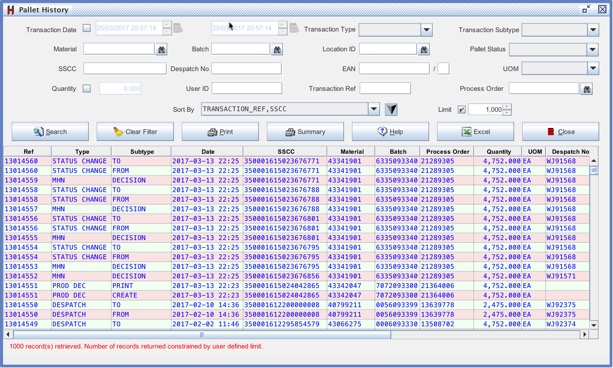 Pallet History
Transaction Date 25/03/2017 20:57:14 25/03/2017 20:57:14 Transaction Type Transaction Subtype
Material Batch Location ID Pallet Status
SSCC Despatch No EAN / UOM
Quantity 0.000 User ID Transaction Ref Process Order
Sort By TRANSACTION_REF,SSCC Limit 1,000
Search Clear Filter Print Summary Help Excel Close
Ref Type Subtype Date SSCC Material Batch Process Order Quantity UOM Despatch No
13014560 STATUS CHANGE TO 2017-03-13 22:25 350001615023676771 43341901 6335093340 21289305 4,752.000 EA WJ91568
13014560 STATUS CHANGE FROM 2017-03-13 22:25 350001615023676771 43341901 6335093340 21289305 4,752.000 EA WJ91568
13014559 MHN DECISION 2017-03-13 22:25 350001615023676771 43341901 6335093340 21289305 4,752.000 EA WJ91568
13014558 STATUS CHANGE TO 2017-03-13 22:25 350001615023676788 43341901 6335093340 21289305 4,752.000 EA WJ91568
13014558 STATUS CHANGE FROM 2017-03-13 22:25 350001615023676788 43341901 6335093340 21289305 4,752.000 EA WJ91568
13014557 MHN DECISION 2017-03-13 22:25 350001615023676788 43341901 6335093340 21289305 4,752.000 EA WJ91568
13014556 STATUS CHANGE TO 2017-03-13 22:25 350001615023676801 43341901 6335093340 21289305 4,752.000 EA WJ91568
13014556 STATUS CHANGE FROM 2017-03-13 22:25 350001615023676801 43341901 6335093340 21289305 4,752.000 EA WJ91568
13014555 MHN DECISION 2017-03-13 22:25 350001615023676801 43341901 6335093340 21289305 4,752.000 EA WJ91568
13014554 STATUS CHANGE TO 2017-03-13 22:25 350001615023676795 43341901 6335093340 21289305 4,752.000 EA WJ91568
13014554 STATUS CHANGE FROM 2017-03-13 22:25 350001615023676795 43341901 6335093340 21289305 4,752.000 EA WJ91568
13014553 MHN DECISION 2017-03-13 22:25 350001615023676795 43341901 6335093340 21289305 4,752.000 EA WJ91568
13014552 MHN DECISION 2017-03-13 22:25 350001615023676856 43341901 6335093340 21289305 4,752.000 EA WJ91571
13014551 PROD DEC PRINT 2017-03-13 22:21 350001615024042865 43342047 7072093300 21364006 4,752.000 EA
13014551 PROD DEC CREATE 2017-03-13 22:21 350001615024042865 43342047 7072093300 21364006 4,752.000 EA
13014550 DESPATCH TO 2017-02-10 14:36 350001612200000008 40799211 0056093399 13639778 2,475.000 EA WJ92375
13014550 DESPATCH FROM 2017-02-10 14:36 350001612200000008 40799211 0056093399 13639778 2,475.000 EA WJ92375
13014549 DESPATCH TO 2017-02-02 11:46 350001612295854579 43066275 0006093330 13508702 4,752.000 EA WJ92374
1000 record(s) retrieved. Number of records returned constrained by user defined limit.